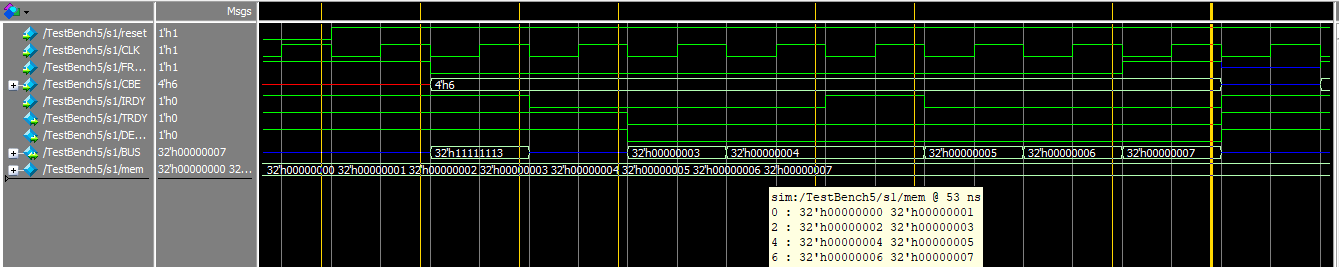 Msgs
/TestBench5/s1/reset 1'h1
/TestBench5/s1/CLK 1'h1
/TestBench5/s1/FR... 1'h1
/TestBench5/s1/CBE 4'h6 4'h6
/TestBench5/s1/IRDY 1'h0
/TestBench5/s1/TRDY 1'h0
/TestBench5/s1/DE... 1'h0
/TestBench5/s1/BUS 32'h00000007 32'h11111113 32'h00000003 32'h00000004 32'h00000005 32'h00000006 32'h00000007
/TestBench5/s1/mem 32'h00000000 32... 32'h00000000 32'h00000001 32'h00000002 32'h00000003 32'h00000004 32'h00000005 32'h00000006 32'h00000007
sim:/TestBench5/s1/mem @ 53 ns
0 : 32'h00000000 32'h00000001
2 : 32'h00000002 32'h00000003
4 : 32'h00000004 32'h00000005
6 : 32'h00000006 32'h00000007